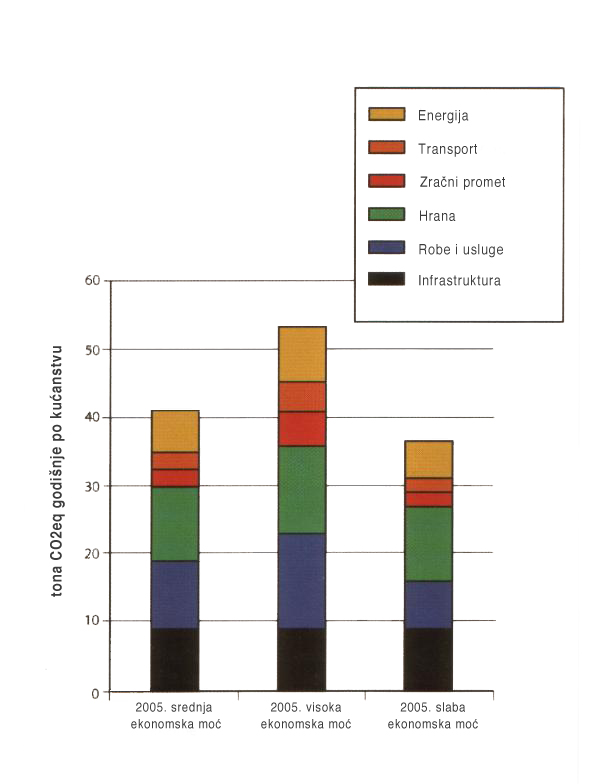 Energija
Transport
Zračni promet
Hrana
Robe i usluge
Infrastruktura
tona CO2eq godišnje po kućanstvu
60
50
40
30
20
10
0
2005. srednja
ekonomska moć
2005. visoka
ekonomska moć
2005. slaba
ekonomska moć